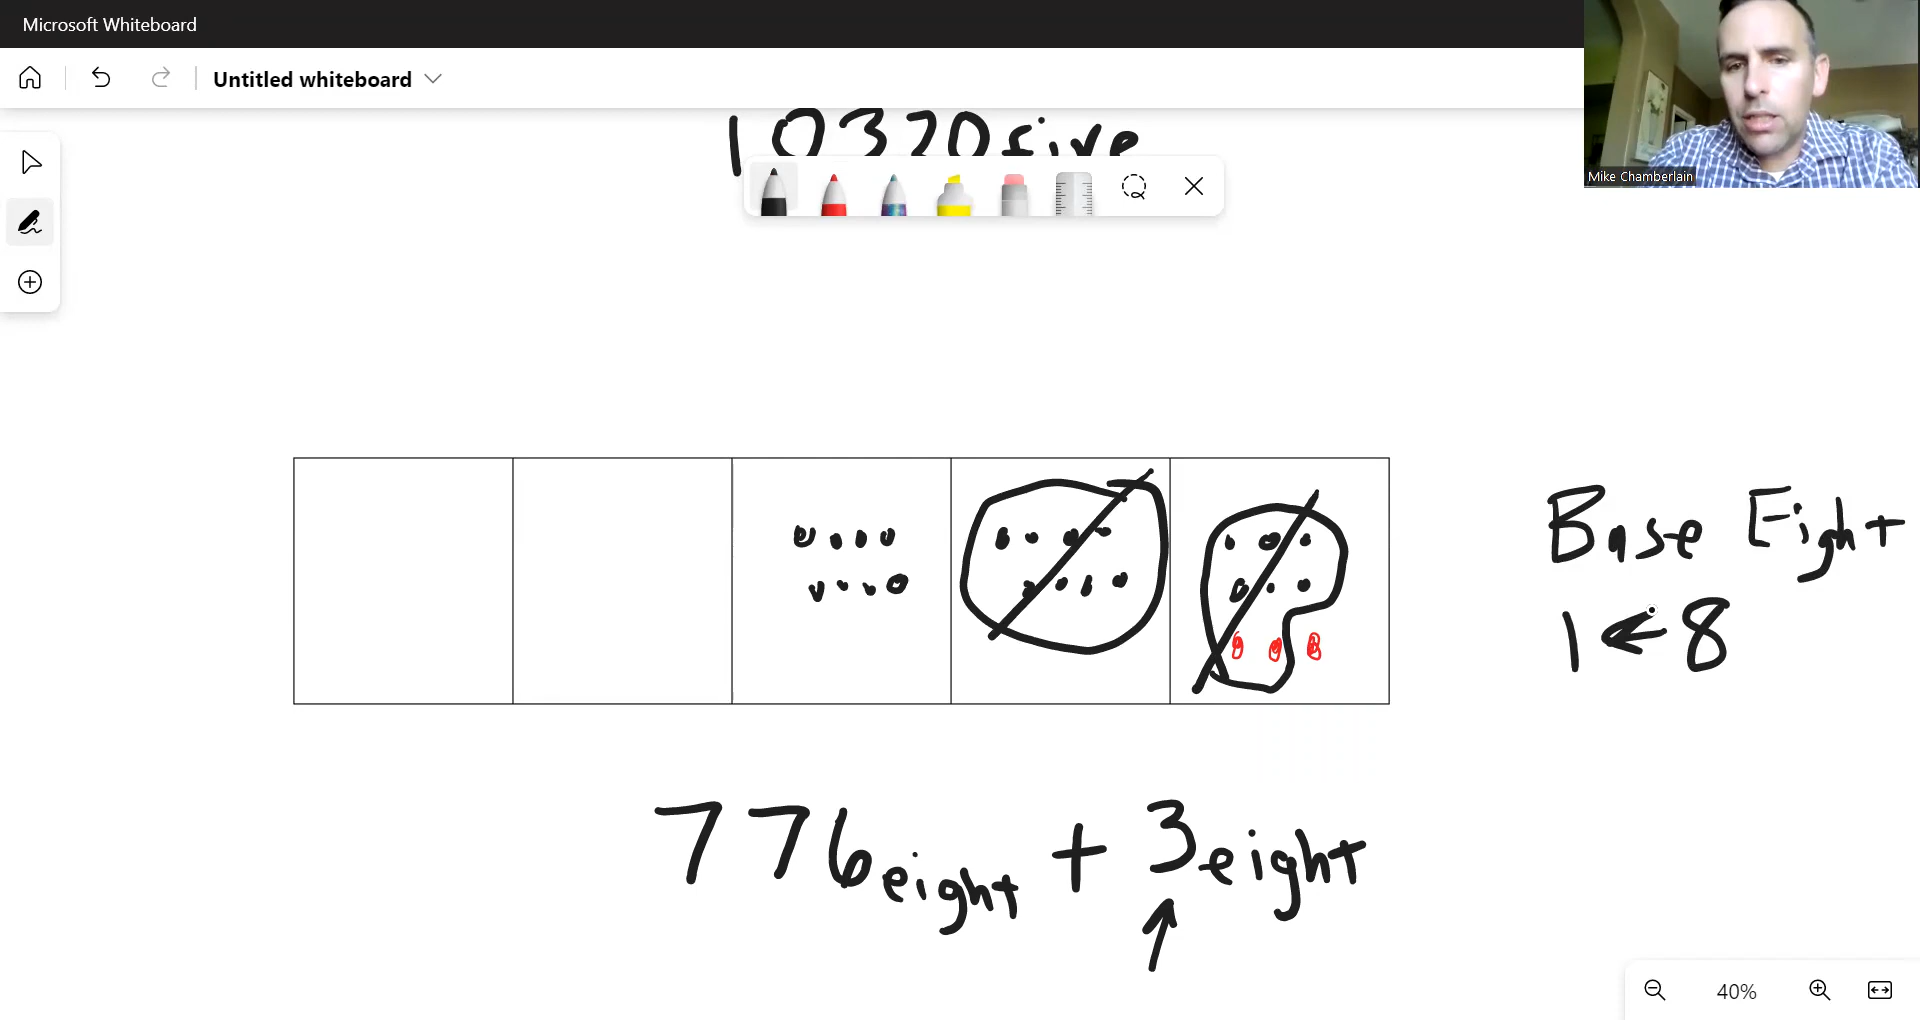 Microsoft Whiteboard
Untitled whiteboard
10320five
Mike Chamberlain
Base Eight
1 ← 8
776eight + 3eight
40%